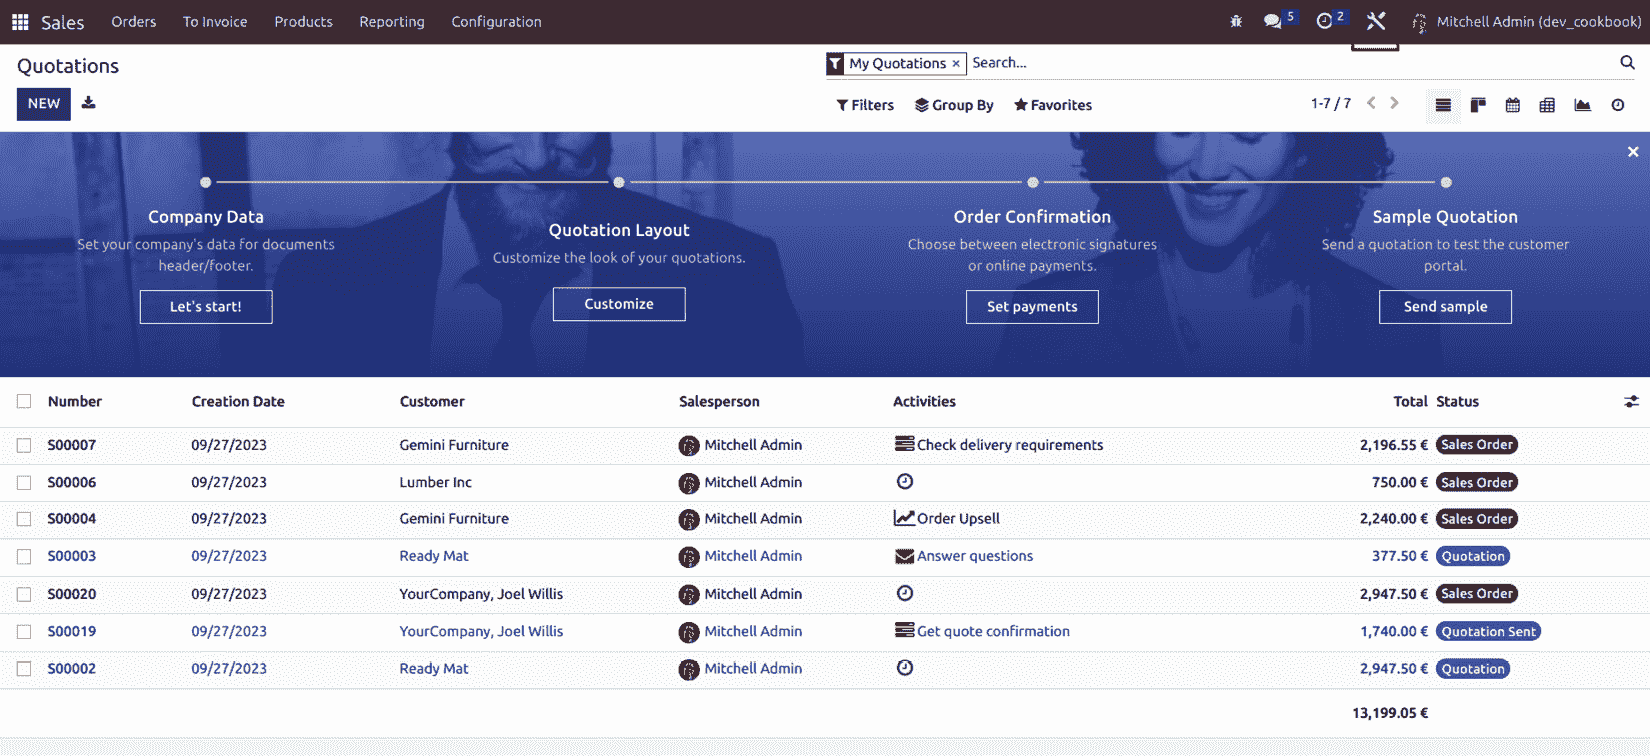 Sales Orders To Invoice Products Reporting Configuration 5 2 Mitchell Admin (dev_cookbook)
Quotations
My Quotations × Search...
NEW
Filters Group By Favorites 1-7 / 7
Company Data
Set your company's data for documents
header/footer.
Let's start!
Quotation Layout
Customize the look of your quotations.
Customize
Order Confirmation
Choose between electronic signatures
or online payments.
Set payments
Sample Quotation
Send a quotation to test the customer
portal.
Send sample
Number Creation Date Customer Salesperson Activities Total Status
S00007 09/27/2023 Gemini Furniture Mitchell Admin Check delivery requirements 2,196.55 € Sales Order
S00006 09/27/2023 Lumber Inc Mitchell Admin 750.00 € Sales Order
S00004 09/27/2023 Gemini Furniture Mitchell Admin Order Upsell 2,240.00 € Sales Order
S00003 09/27/2023 Ready Mat Mitchell Admin Answer questions 377.50 € Quotation
S00020 09/27/2023 YourCompany, Joel Willis Mitchell Admin 2,947.50 € Sales Order
S00019 09/27/2023 YourCompany, Joel Willis Mitchell Admin Get quote confirmation 1,740.00 € Quotation Sent
S00002 09/27/2023 Ready Mat Mitchell Admin 2,947.50 € Quotation
13,199.05 €